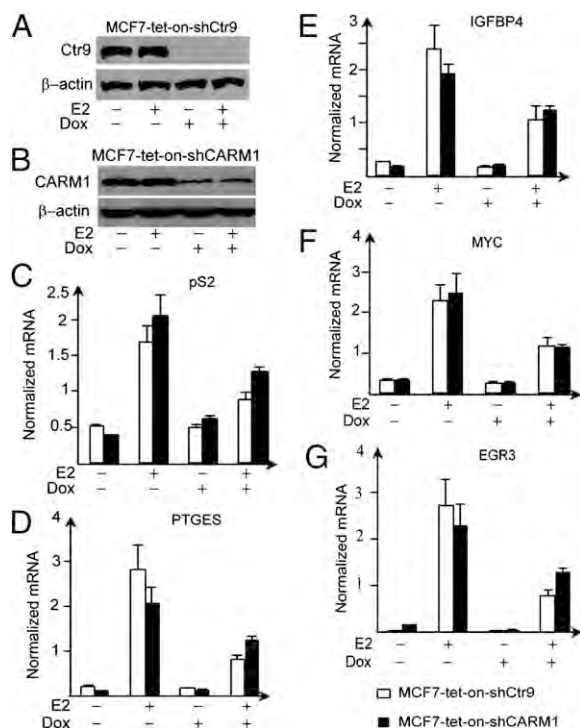 A
MCF7-tet-on-shCtr9
Ctr9
β–actin
E2 – + – +
Dox – – + +
B
MCF7-tet-on-shCARM1
CARM1
β–actin
E2 – + – +
Dox – – + +
C
pS2
Normalized mRNA
2.5
2
1.5
1
0.5
E2 – + – +
Dox – – + +
D
PTGES
Normalized mRNA
3
2
1
E2 – + – +
Dox – – + +
E
IGFBP4
Normalized mRNA
3
2
1
E2 – + – +
Dox – – + +
F
MYC
Normalized mRNA
3
2
1
E2 – + – +
Dox – – + +
G
EGR3
Normalized mRNA
3
2
1
E2 – + – +
Dox – – + +
MCF7-tet-on-shCtr9
MCF7-tet-on-shCARM1